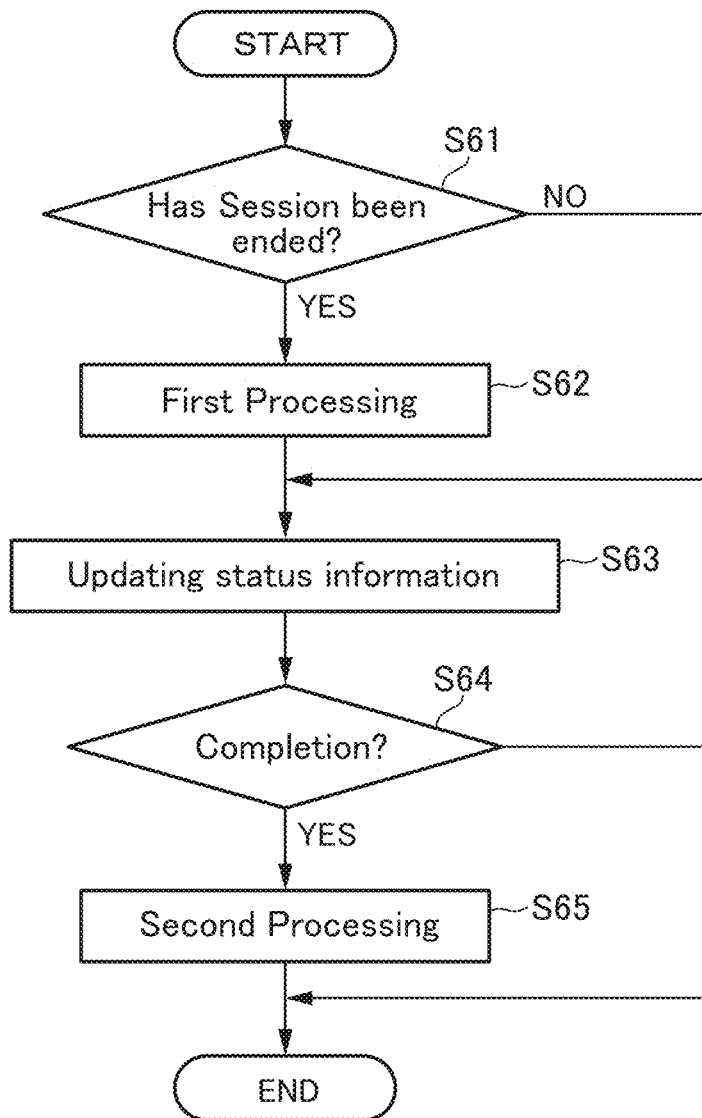 START
S61
Has Session been
ended?
NO
YES
First Processing
S62
Updating status information
S63
S64
Completion?
YES
Second Processing
S65
END